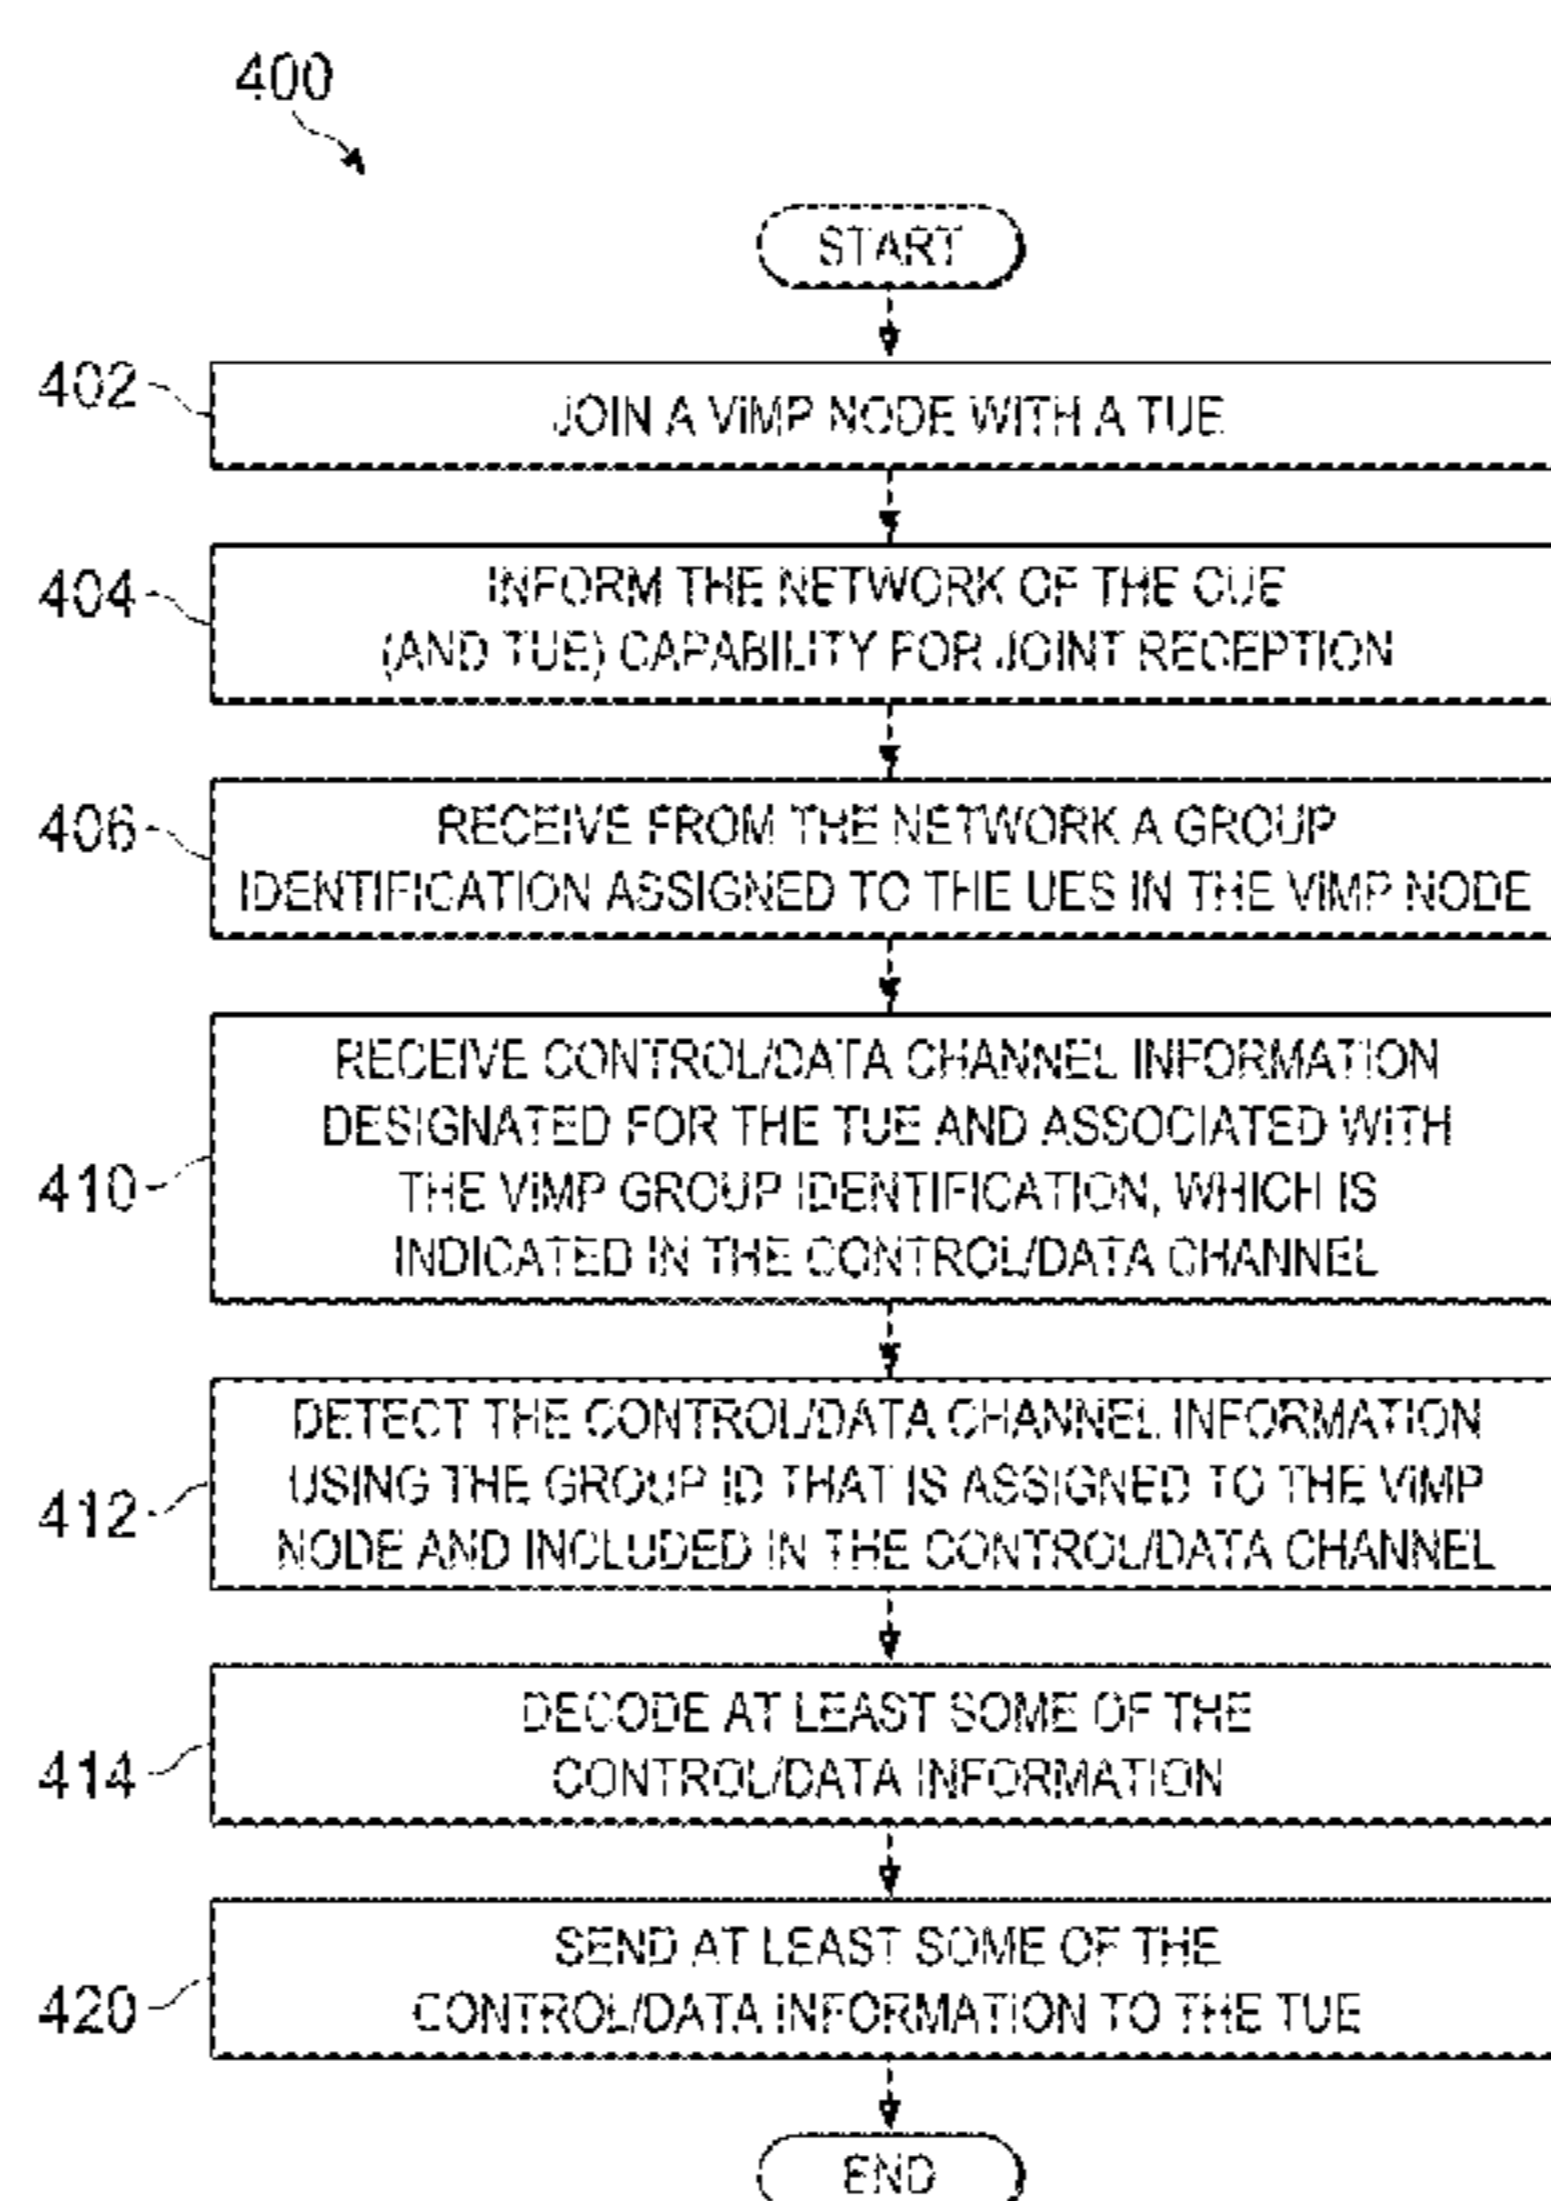 400
START
402
JOIN A ViMP NODE WITH A TUE
404
INFORM THE NETWORK OF THE CUE
(AND TUE) CAPABILITY FOR JOINT RECEPTION
406
RECEIVE FROM THE NETWORK A GROUP
IDENTIFICATION ASSIGNED TO THE UES IN THE ViMP NODE
410
RECEIVE CONTROL/DATA CHANNEL INFORMATION
DESIGNATED FOR THE TUE AND ASSOCIATED WITH
THE ViMP GROUP IDENTIFICATION, WHICH IS
INDICATED IN THE CONTROL/DATA CHANNEL
412
DETECT THE CONTROL/DATA CHANNEL INFORMATION
USING THE GROUP ID THAT IS ASSIGNED TO THE ViMP
NODE AND INCLUDED IN THE CONTROL/DATA CHANNEL
414
DECODE AT LEAST SOME OF THE
CONTROL/DATA INFORMATION
420
SEND AT LEAST SOME OF THE
CONTROL/DATA INFORMATION TO THE TUE
END